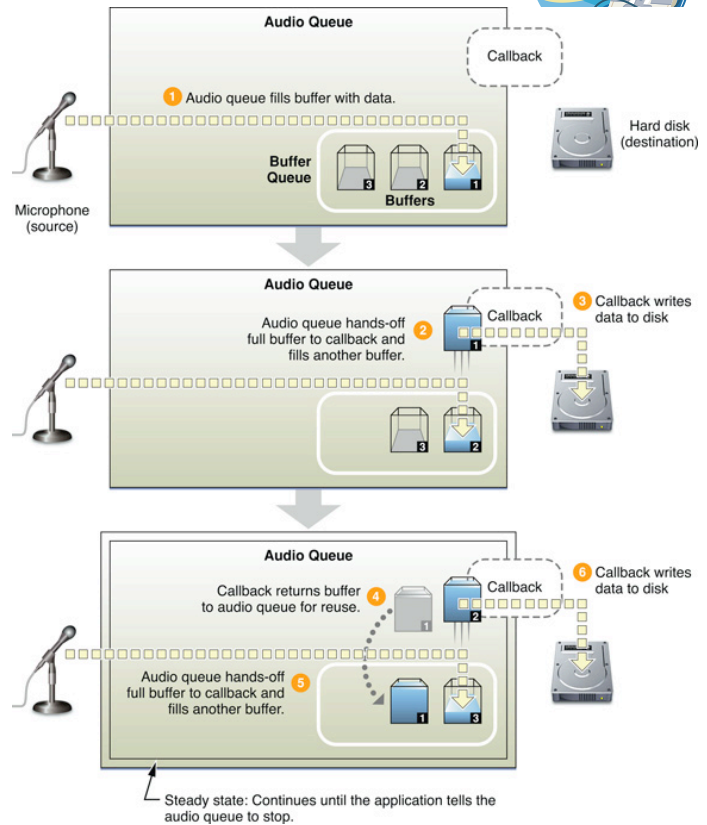 Audio Queue
Callback
1 Audio queue fills buffer with data.
Hard disk
(destination)
Buffer
Queue
3
2
1
Buffers
Microphone
(source)
Audio Queue
Audio queue hands-off
full buffer to callback and
fills another buffer.
2
1
Callback
3 Callback writes
data to disk
3
2
Audio Queue
Callback returns buffer
to audio queue for reuse.
4
1
2
Callback
6 Callback writes
data to disk
Audio queue hands-off
full buffer to callback and
fills another buffer.
5
1
3
Steady state: Continues until the application tells the
audio queue to stop.